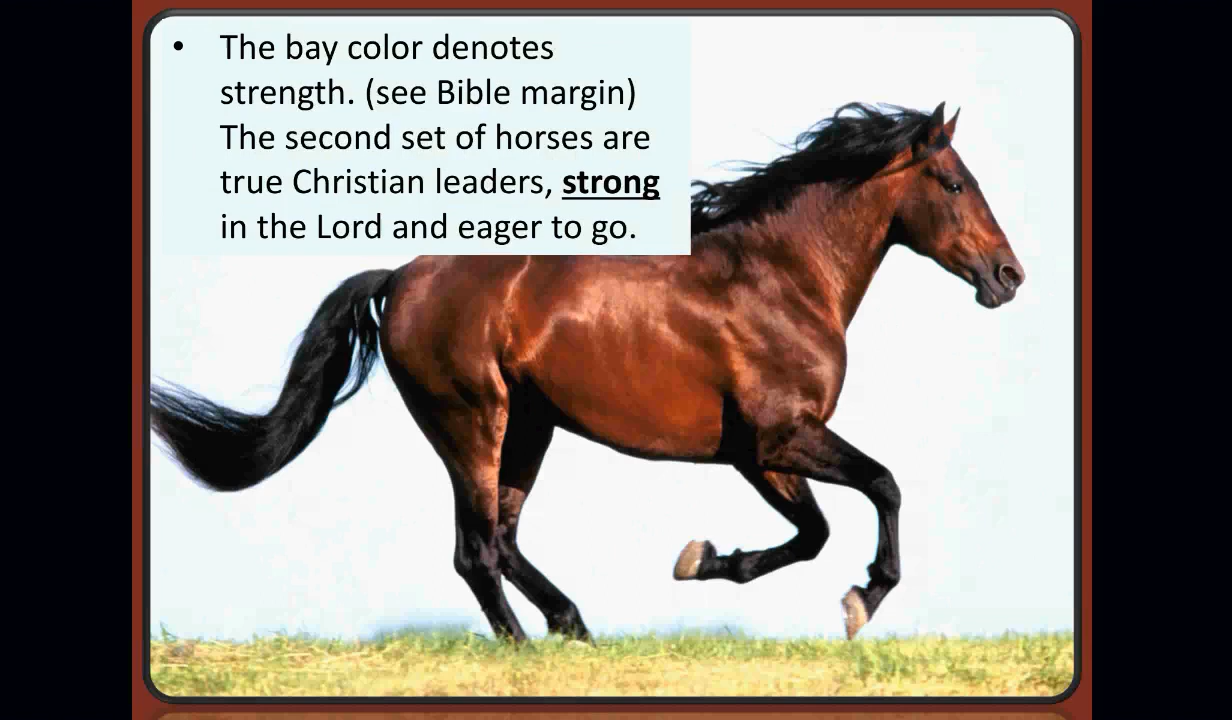 • The bay color denotes
strength. (see Bible margin)
The second set of horses are
true Christian leaders, strong
in the Lord and eager to go.